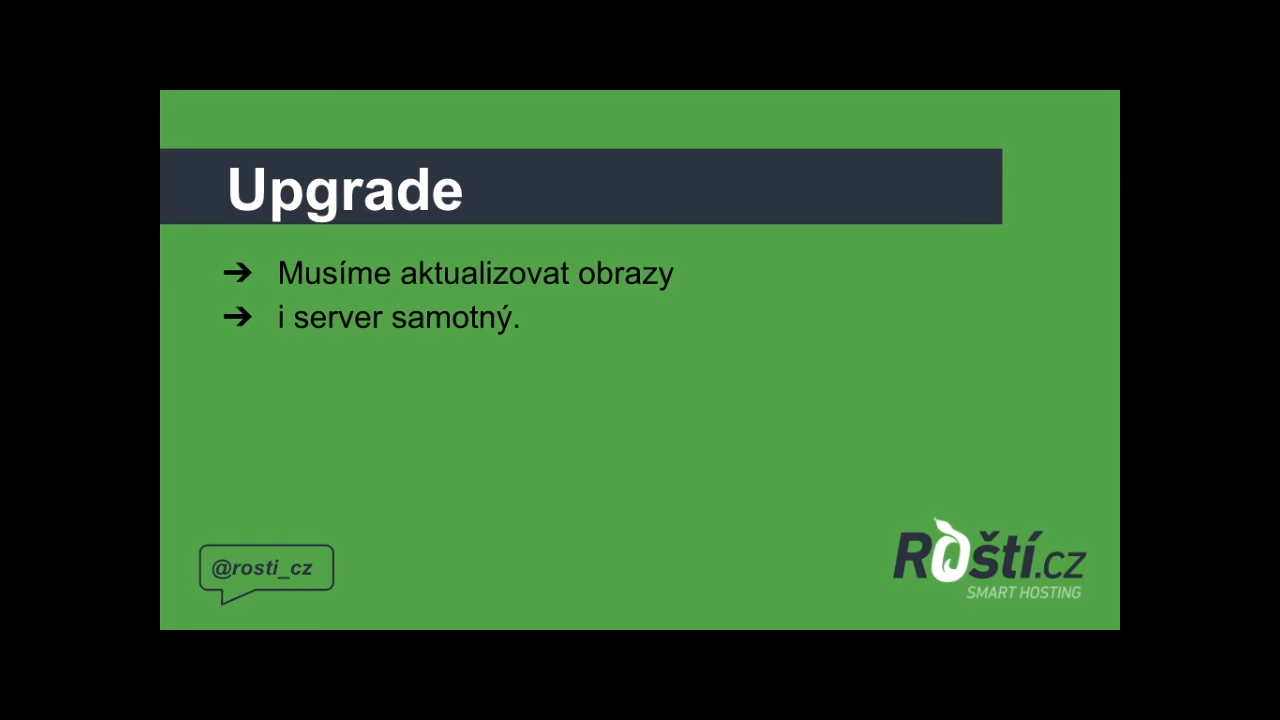 Upgrade
➔ Musíme aktualizovat obrazy
➔ i server samotný.
@rosti_cz
Roští.cz
SMART HOSTING